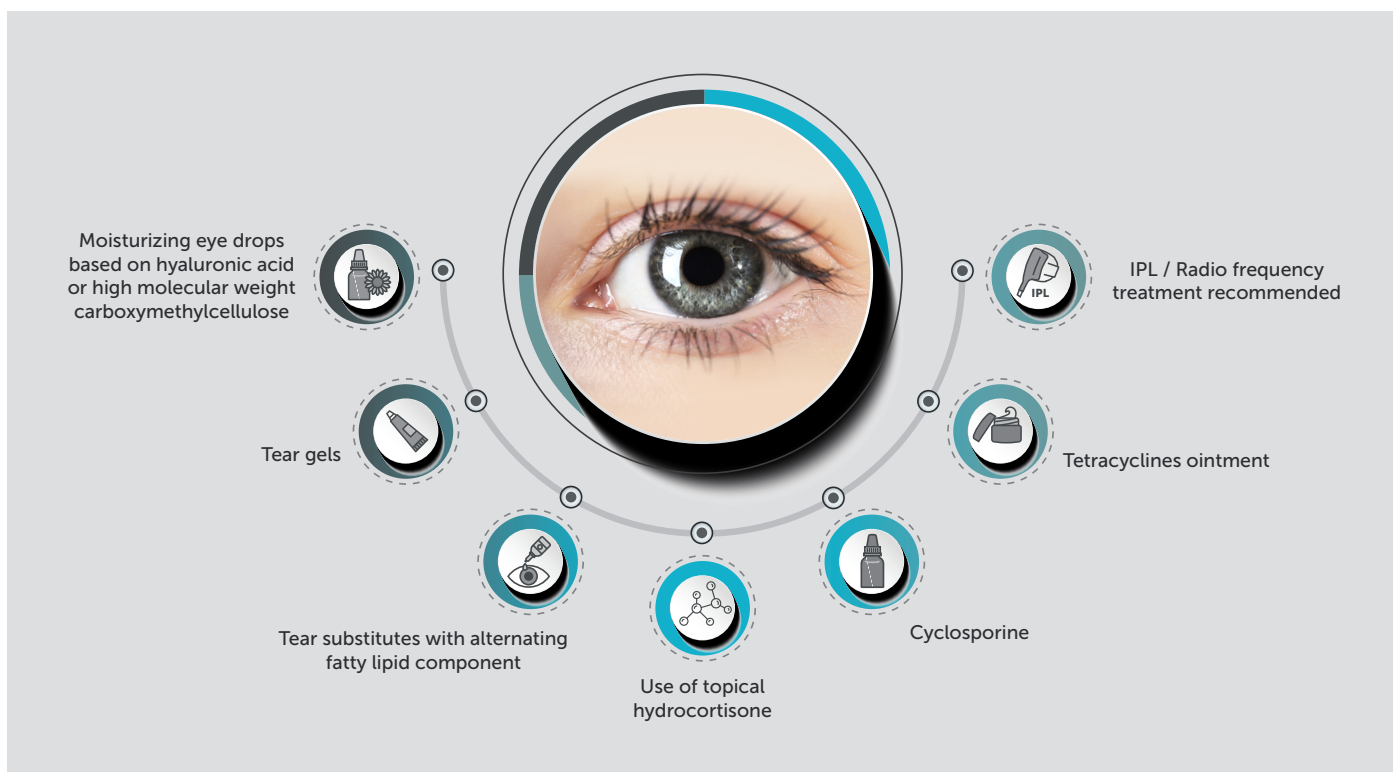 Moisturizing eye drops
based on hyaluronic acid
or high molecular weight
carboxymethylcellulose
Tear gels
Tear substitutes with alternating
fatty lipid component
Use of topical
hydrocortisone
Cyclosporine
Tetracyclines ointment
IPL / Radio frequency
treatment recommended
IPL